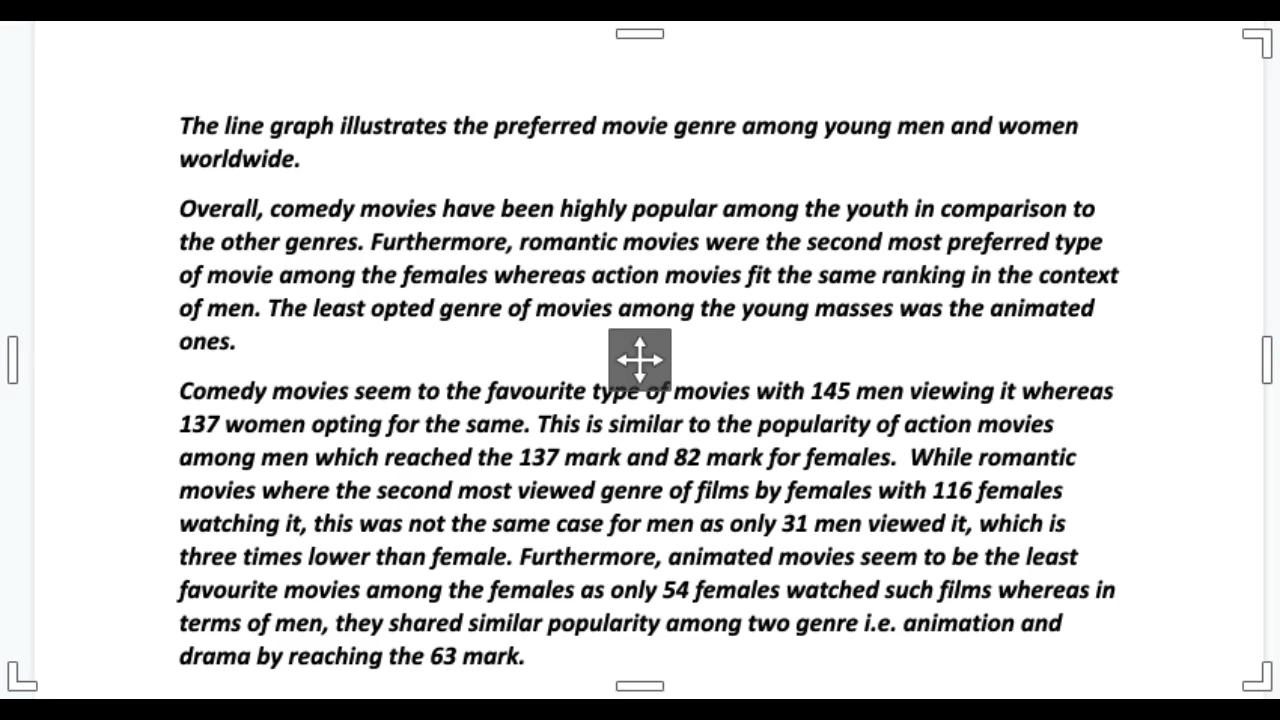 The line graph illustrates the preferred movie genre among young men and women
worldwide.
Overall, comedy movies have been highly popular among the youth in comparison to
the other genres. Furthermore, romantic movies were the second most preferred type
of movie among the females whereas action movies fit the same ranking in the context
of men. The least opted genre of movies among the young masses was the animated
ones.
Comedy movies seem to the favourite type of movies with 145 men viewing it whereas
137 women opting for the same. This is similar to the popularity of action movies
among men which reached the 137 mark and 82 mark for females.  While romantic
movies where the second most viewed genre of films by females with 116 females
watching it, this was not the same case for men as only 31 men viewed it, which is
three times lower than female. Furthermore, animated movies seem to be the least
favourite movies among the females as only 54 females watched such films whereas in
terms of men, they shared similar popularity among two genre i.e. animation and
drama by reaching the 63 mark.